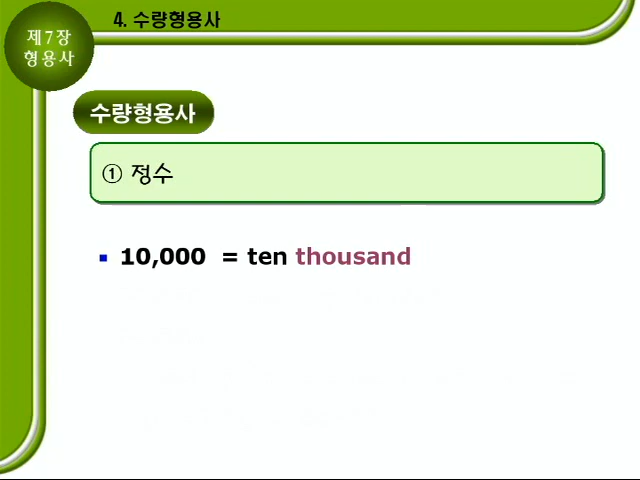 4. 수량형용사
제7장
형용사
수량형용사
① 정수
▪ 10,000 = ten thousand